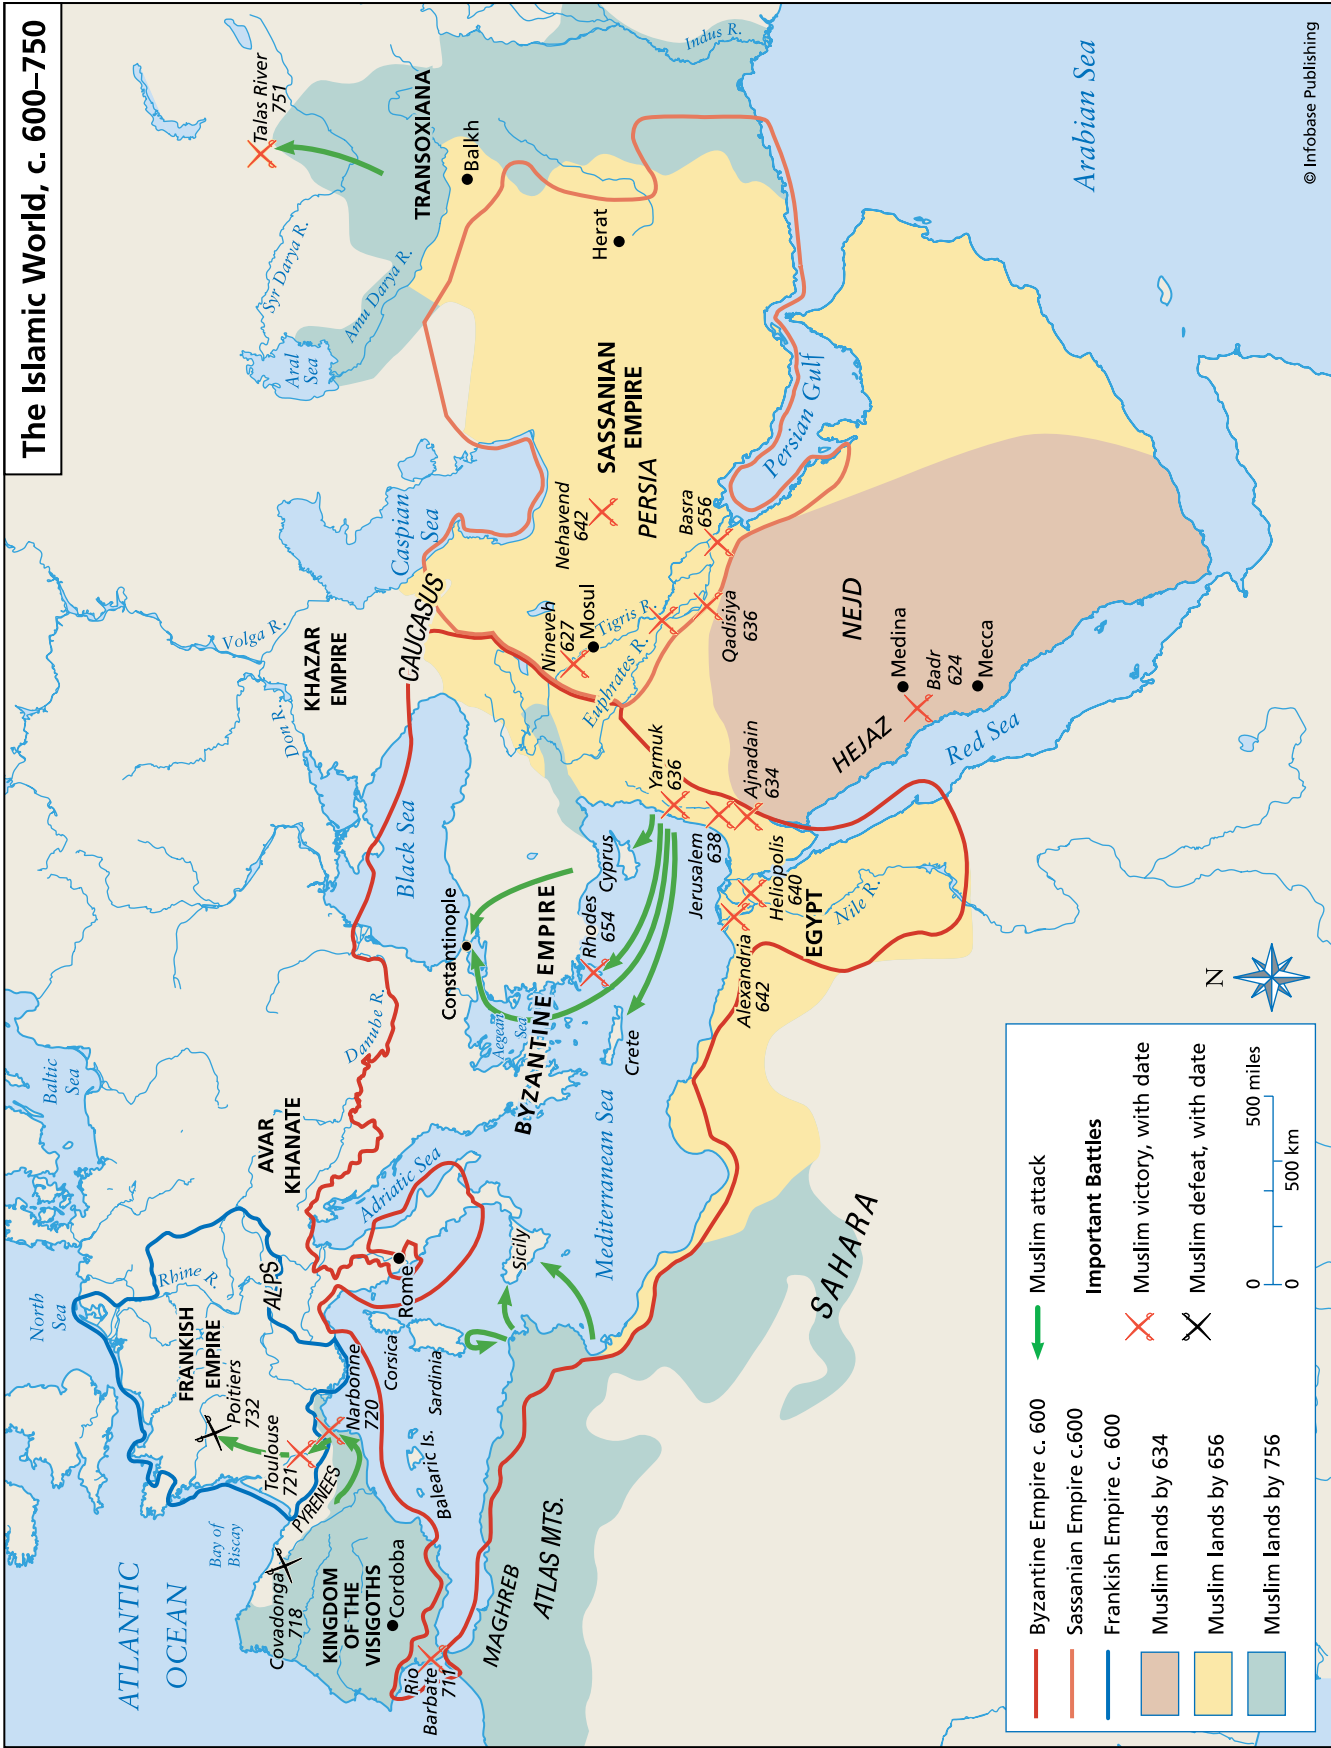 The Islamic World, c. 600–750
ATLANTIC
OCEAN
North
Sea
Baltic
Sea
Bay of
Biscay
FRANKISH
EMPIRE
Rhine R.
ALPS
Poitiers
732
Toulouse
721
Narbonne
720
PYRENEES
Covadonga
718
KINGDOM
OF THE
VISIGOTHS
Cordoba
Rio
Barbate
711
MAGHREB
ATLAS MTS.
Balearic Is.
Corsica
Sardinia
Rome
Sicily
Adriatic Sea
AVAR
KHANATE
Danube R.
Mediterranean Sea
SAHARA
BYZANTINE EMPIRE
Aegean
Sea
Crete
Constantinople
Black Sea
Rhodes
654
Cyprus
Don R.
Volga R.
KHAZAR
EMPIRE
CAUCASUS
Caspian
Sea
Aral
Sea
Syr Darya R.
Amu Darya R.
Talas River
751
TRANSOXIANA
Balkh
Herat
Indus R.
SASSANIAN
EMPIRE
PERSIA
Nehavend
642
Nineveh
627
Mosul
Tigris R.
Euphrates R.
Basra
656
Qadisiya
636
Persian Gulf
Arabian Sea
Yarmuk
636
Ajnadain
634
Jerusalem
638
Heliopolis
640
Alexandria
642
EGYPT
Nile R.
NEJD
HEJAZ
Medina
Badr
624
Mecca
Red Sea
N
Byzantine Empire c. 600
Sassanian Empire c.600
Frankish Empire c. 600
Muslim lands by 634
Muslim lands by 656
Muslim lands by 756
Muslim attack
Important Battles
Muslim victory, with date
Muslim defeat, with date
0 500 miles
0 500 km
© Infobase Publishing